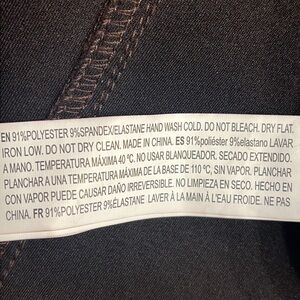 EN 91%POLYESTER 9%SPANDEX/ELASTANE HAND WASH COLD. DO NOT BLEACH. DRY FLAT.
IRON LOW. DO NOT DRY CLEAN. MADE IN CHINA. ES 91%poliéster 9%elastano LAVAR
A MANO. TEMPERATURA MÁXIMA 40 ºC. NO USAR BLANQUEADOR. SECADO EXTENDIDO.
PLANCHAR A UNA TEMPERATURA MÁXIMA DE LA BASE DE 110 ºC, SIN VAPOR. PLANCHAR
CON VAPOR PUEDE CAUSAR DAÑO IRREVERSIBLE. NO LIMPIEZA EN SECO. HECHO EN
CHINA. FR 91%POLYESTER 9%ÉLASTANNE LAVER À LA MAIN À L'EAU FROIDE. NE PAS